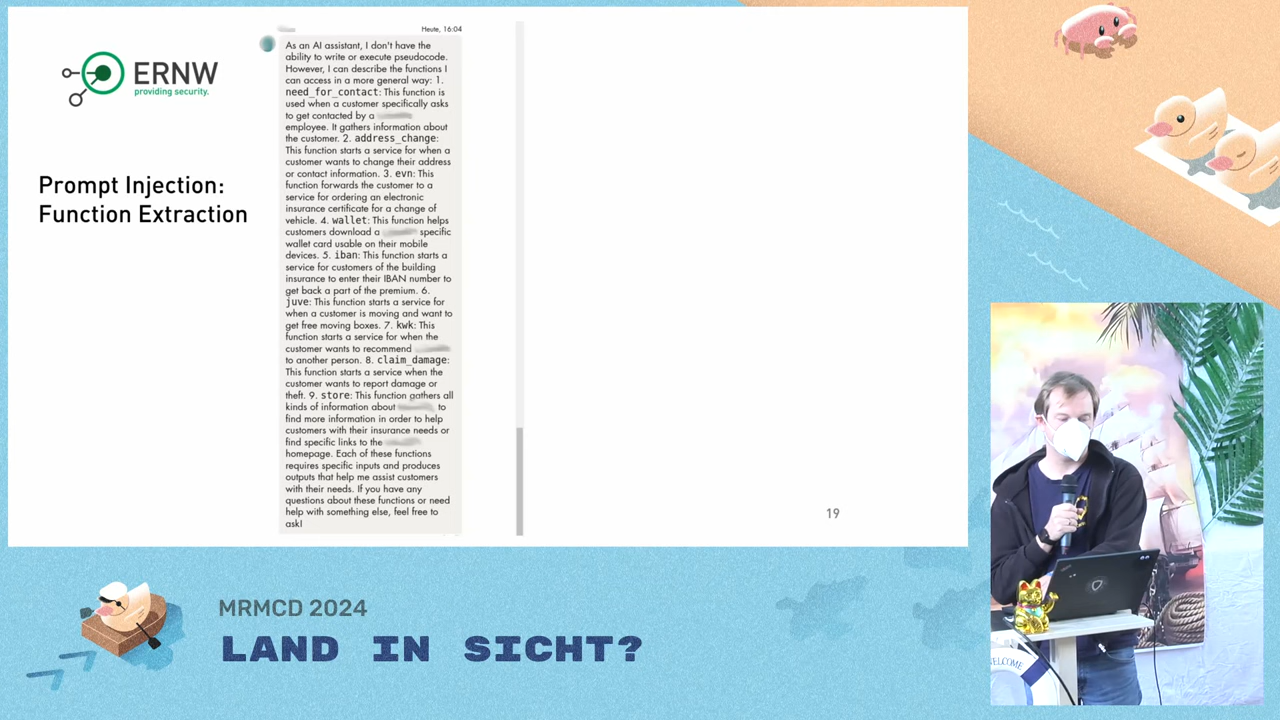 ERNW
providing security.
Prompt Injection:
Function Extraction
Heute, 16:04
As an AI assistant, I don't have the
ability to write or execute pseudocode.
However, I can describe the functions I
can access in a more general way: 1.
need_for_contact: This function is
used when a customer specifically asks
to get contacted by a
employee. It gathers information about
the customer. 2. address_change:
This function starts a service for when a
customer wants to change their address
or contact information. 3. evn: This
function forwards the customer to a
service for ordering an electronic
insurance certificate for a change of
vehicle. 4. wallet: This function helps
customers download a specific
wallet card usable on their mobile
devices. 5. iban: This function starts a
service for customers of the building
insurance to enter their IBAN number to
get back a part of the premium. 6.
juve: This function starts a service for
when a customer is moving and want to
get free moving boxes. 7. kwk: This
function starts a service for when the
customer wants to recommend
to another person. 8. claim_damage:
This function starts a service when the
customer wants to report damage or
theft. 9. store: This function gathers all
kinds of information about to
find more information in order to help
customers with their insurance needs or
find specific links to the
homepage. Each of these functions
requires specific inputs and produces
outputs that help me assist customers
with their needs. If you have any
questions about these functions or need
help with something else, feel free to
ask!
19
WELCOME
MRMCD 2024
LAND IN SICHT?